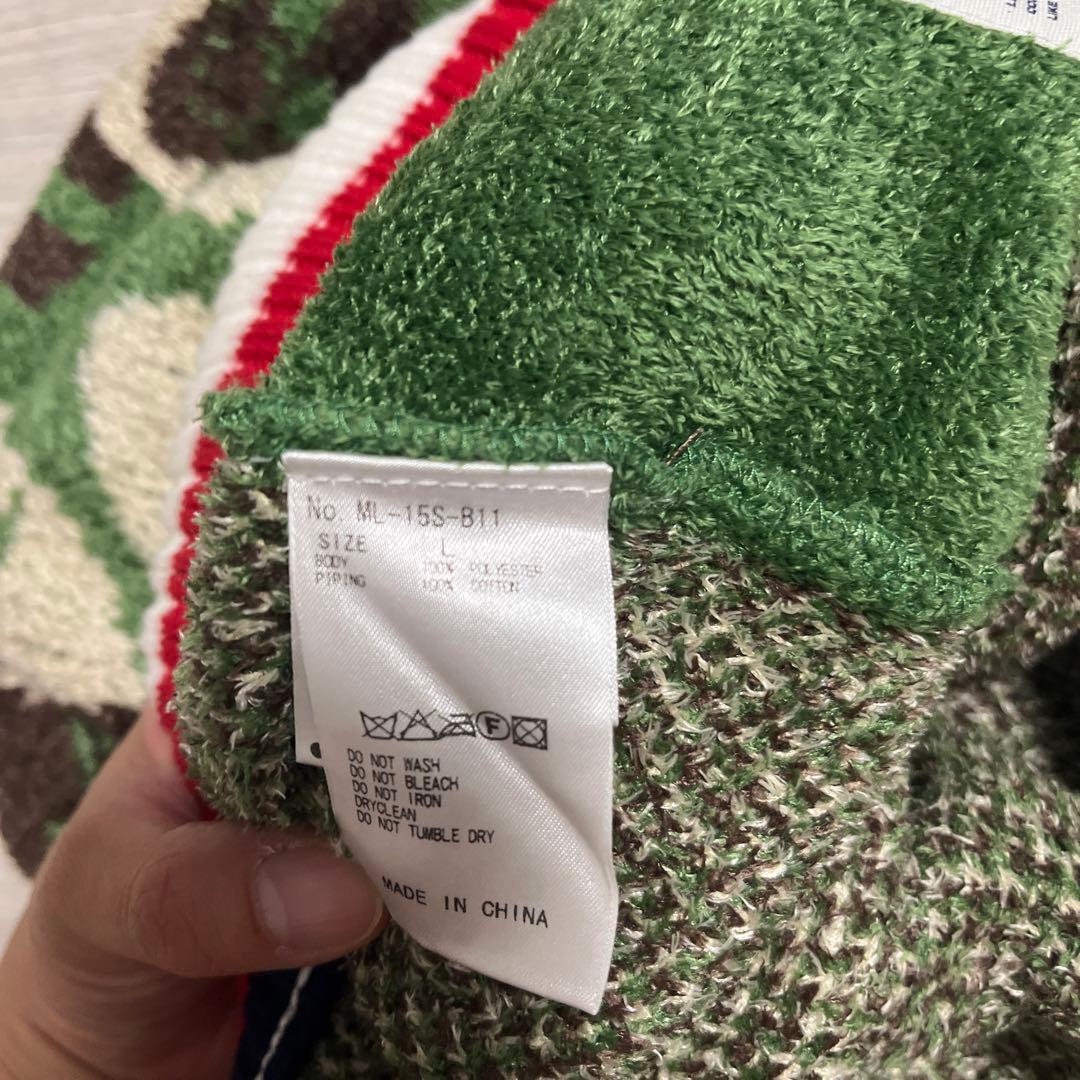 LIKE
No. ML-15S-B11
SIZE L
BODY 100% POLYESTER
PIPING 100% COTTON
F
DO NOT WASH
DO NOT BLEACH
DO NOT IRON
DRYCLEAN
DO NOT TUMBLE DRY
MADE IN CHINA